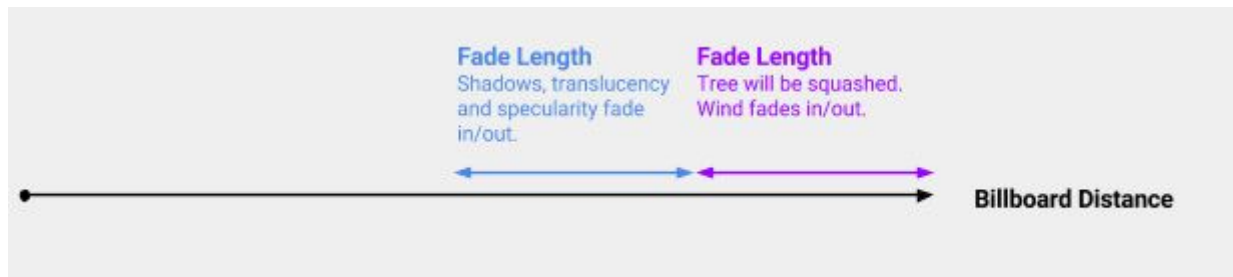 Fade Length
Shadows, translucency
and specularity fade
in/out.
Fade Length
Tree will be squashed.
Wind fades in/out.
Billboard Distance